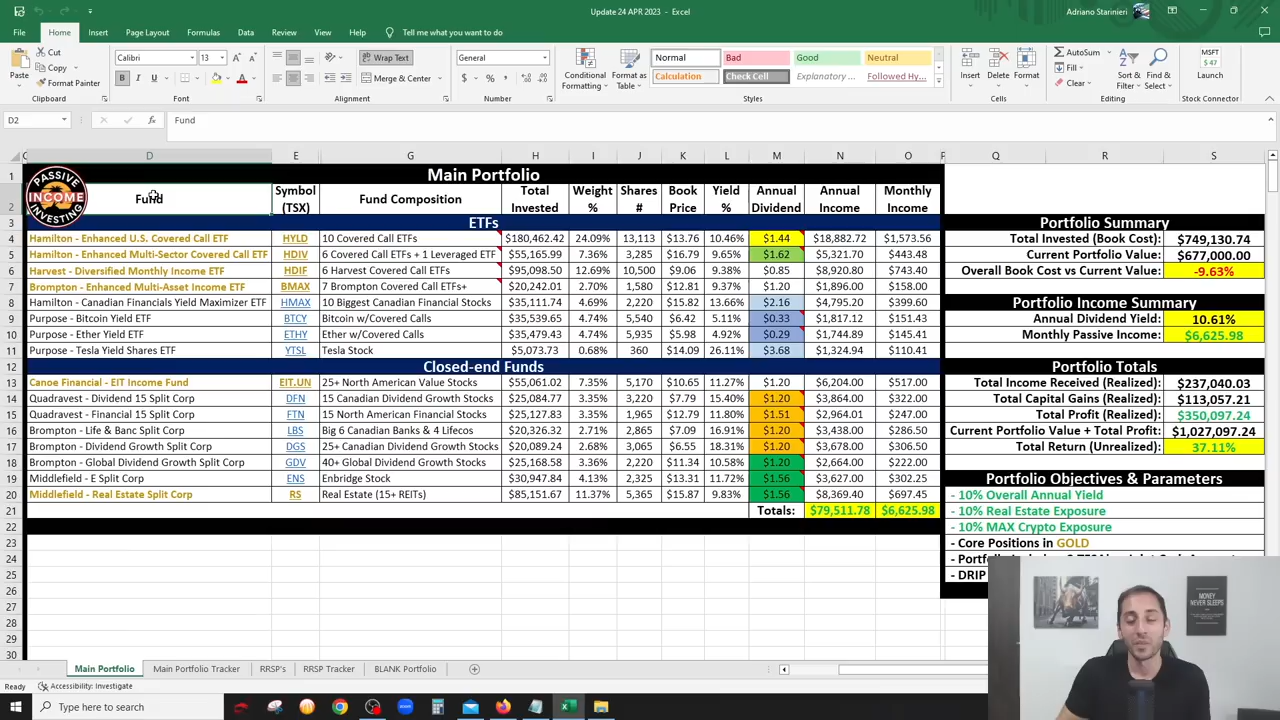 Update 24 APR 2023 - Excel
Adriano Starinieri
File Home Insert Page Layout Formulas Data Review View Help Tell me what you want to do
Cut
Copy
Format Painter
Paste
Clipboard
Calibri 13
Font
Wrap Text
Merge & Center
Alignment
General
Number
Conditional Formatting
Format as Table
Normal Bad Good Neutral
Calculation Check Cell Explanatory ... Followed Hy...
Styles
Insert Delete Format
Cells
AutoSum
Fill
Clear
Sort & Filter
Find & Select
Editing
MSFT
$ 47
Launch
Stock Connector
D2 Fund
D E G H I J K L M N O Q R S
1 Main Portfolio
PASSIVE INCOME INVESTING
2 Fund Symbol (TSX) Fund Composition Total Invested Weight % Shares # Book Price Yield % Annual Dividend Annual Income Monthly Income
3 ETFs
4 Hamilton - Enhanced U.S. Covered Call ETF HYLD 10 Covered Call ETFs $180,462.42 24.09% 13,113 $13.76 10.46% $1.44 $18,882.72 $1,573.56
5 Hamilton - Enhanced Multi-Sector Covered Call ETF HDIV 6 Covered Call ETFs + 1 Leveraged ETF $55,165.99 7.36% 3,285 $16.79 9.65% $1.62 $5,321.70 $443.48
6 Harvest - Diversified Monthly Income ETF HDIF 6 Harvest Covered Call ETFs $95,098.50 12.69% 10,500 $9.06 9.38% $0.85 $8,920.80 $743.40
7 Brompton - Enhanced Multi-Asset Income ETF BMAX 7 Brompton Covered Call ETFs+ $20,242.01 2.70% 1,580 $12.81 9.37% $1.20 $1,896.00 $158.00
8 Hamilton - Canadian Financials Yield Maximizer ETF HMAX 10 Biggest Canadian Financial Stocks $35,111.74 4.69% 2,220 $15.82 13.66% $2.16 $4,795.20 $399.60
9 Purpose - Bitcoin Yield ETF BTCY Bitcoin w/Covered Calls $35,539.65 4.74% 5,540 $6.42 5.11% $0.33 $1,817.12 $151.43
10 Purpose - Ether Yield ETF ETHY Ether w/Covered Calls $35,479.43 4.74% 5,935 $5.98 4.92% $0.29 $1,744.89 $145.41
11 Purpose - Tesla Yield Shares ETF YTSL Tesla Stock $5,073.73 0.68% 360 $14.09 26.11% $3.68 $1,324.94 $110.41
12 Closed-end Funds
13 Canoe Financial - EIT Income Fund EIT.UN 25+ North American Value Stocks $55,061.02 7.35% 5,170 $10.65 11.27% $1.20 $6,204.00 $517.00
14 Quadravest - Dividend 15 Split Corp DFN 15 Canadian Dividend Growth Stocks $25,084.77 3.35% 3,220 $7.79 15.40% $1.20 $3,864.00 $322.00
15 Quadravest - Financial 15 Split Corp FTN 15 North American Financial Stocks $25,127.83 3.35% 1,965 $12.79 11.80% $1.51 $2,964.01 $247.00
16 Brompton - Life & Banc Split Corp LBS Big 6 Canadian Banks & 4 Lifecos $20,326.32 2.71% 2,865 $7.09 16.91% $1.20 $3,438.00 $286.50
17 Brompton - Dividend Growth Split Corp DGS 25+ Canadian Dividend Growth Stocks $20,089.24 2.68% 3,065 $6.55 18.31% $1.20 $3,678.00 $306.50
18 Brompton - Global Dividend Growth Split Corp GDV 40+ Global Dividend Growth Stocks $25,168.58 3.36% 2,220 $11.34 10.58% $1.20 $2,664.00 $222.00
19 Middlefield - E Split Corp ENS Enbridge Stock $30,947.84 4.13% 2,325 $13.31 11.72% $1.56 $3,627.00 $302.25
20 Middlefield - Real Estate Split Corp RS Real Estate (15+ REITs) $85,151.67 11.37% 5,365 $15.87 9.83% $1.56 $8,369.40 $697.45
21 Totals: $79,511.78 $6,625.98
22
23
24
25
26
27
28
29
30
Portfolio Summary
Total Invested (Book Cost): $749,130.74
Current Portfolio Value: $677,000.00
Overall Book Cost vs Current Value: -9.63%
Portfolio Income Summary
Annual Dividend Yield: 10.61%
Monthly Passive Income: $6,625.98
Portfolio Totals
Total Income Received (Realized): $237,040.03
Total Capital Gains (Realized): $113,057.21
Total Profit (Realized): $350,097.24
Current Portfolio Value + Total Profit: $1,027,097.24
Total Return (Unrealized): 37.11%
Portfolio Objectives & Parameters
- 10% Overall Annual Yield
- 10% Real Estate Exposure
- 10% MAX Crypto Exposure
- Core Positions in GOLD
- DRIP
MONEY NEVER SLEEPS
Main Portfolio Main Portfolio Tracker RRSP's RRSP Tracker BLANK Portfolio
Ready Accessibility: Investigate
Type here to search